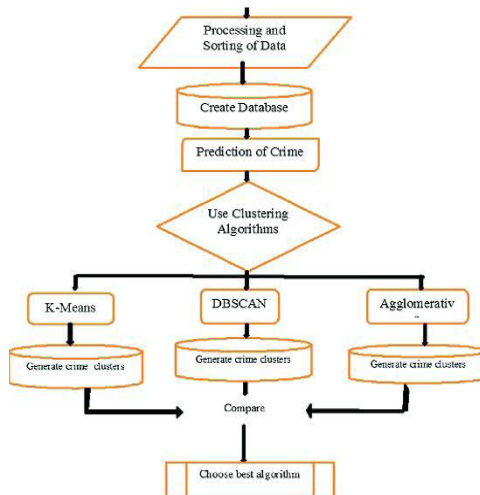 Processing and
Sorting of Data
Create Database
Prediction of Crime
Use Clustering
Algorithms
K-Means
DBSCAN
Agglomerativ
Generate crime clusters
Generate crime clusters
Generate crime clusters
Compare
Choose best algorithm